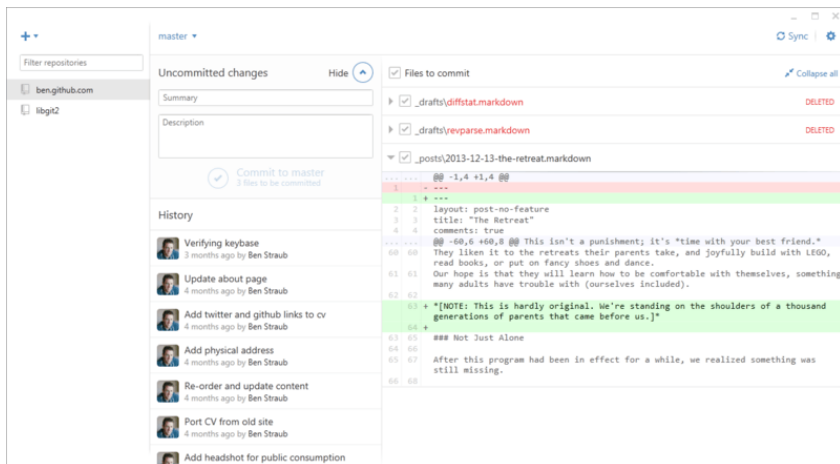 master
Sync
Filter repositories
ben.github.com
libgit2
Uncommitted changes
Hide
Summary
Description
Commit to master
3 files to be committed
History
Verifying keybase
3 months ago by Ben Straub
Update about page
4 months ago by Ben Straub
Add twitter and github links to cv
4 months ago by Ben Straub
Add physical address
4 months ago by Ben Straub
Re-order and update content
4 months ago by Ben Straub
Port CV from old site
4 months ago by Ben Straub
Add headshot for public consumption
Files to commit
Collapse all
_drafts\diffstat.markdown DELETED
_drafts\revparse.markdown DELETED
_posts\2013-12-13-the-retreat.markdown
... ... @@ -1,4 +1,4 @@
1 - ---
1 + ---
2 2 layout: post-no-feature
3 3 title: "The Retreat"
4 4 comments: true
... ... @@ -60,6 +60,8 @@ This isn't a punishment; it's *time with your best friend.*
60 60 They liken it to the retreats their parents take, and joyfully build with LEGO,
read books, or put on fancy shoes and dance.
61 61 Our hope is that they will learn how to be comfortable with themselves, something
many adults have trouble with (ourselves included).
62 62
63 + *[NOTE: This is hardly original. We're standing on the shoulders of a thousand
generations of parents that came before us.]*
64 +
63 65 ### Not Just Alone
64 66
65 67 After this program had been in effect for a while, we realized something was
still missing.
66 68